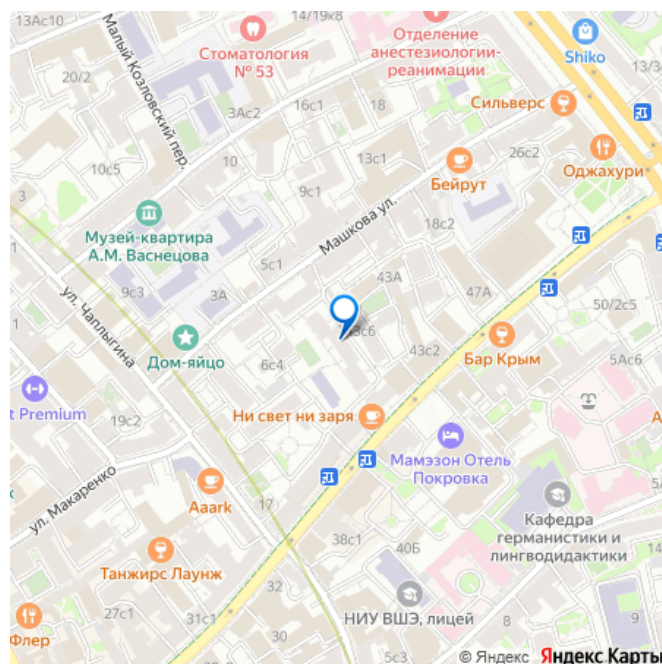 13Ас10
14/19к8
Отделение
анестезиологии-
реанимации
Стоматология
№ 53
Shiko
13/3
Малый Козловский пер.
20/2
3Ас2
16с1
18
Сильверс
10с5
10
13с1
26с2
Оджахури
9с1
Бейрут
Музей-квартира
А.М. Васнецова
Машкова ул.
18с2
5с1
9с3
3А
43А
47А
50/2с5
ул. Чаплыгина
Дом-яйцо
6с4
43с2
Бар Крым
5Ас6
t Premium
19с2
Ни свет ни заря
Мамэзон Отель
Покровка
ул. Макаренко
Aaark
17
Кафедра
германистики и
лингводидактики
Танжирс Лаунж
38с1
40Б
32
27с1
31с1
НИУ ВШЭ, лицей
8
9
Флер
5с3
© Яндекс Яндекс Карты